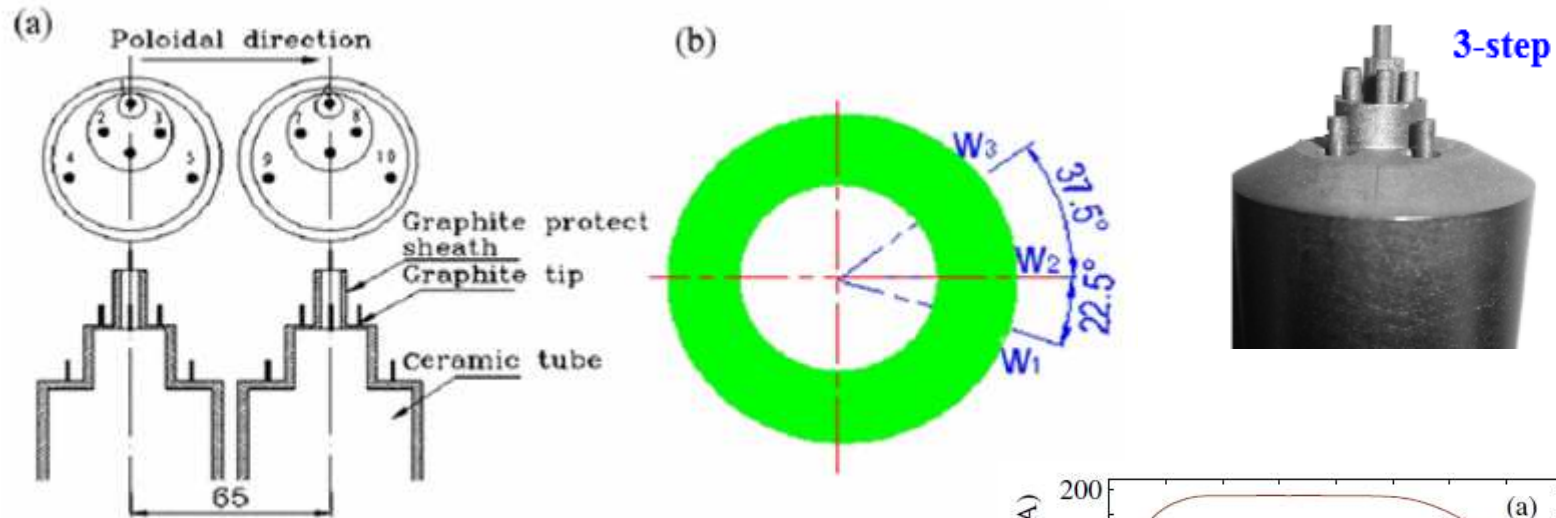 (a)
Poloidal direction
2 3
4 5
7 8
9 10
Graphite protect
sheath
Graphite tip
Ceramic tube
65
(b)
W3
37.5°
W2
22.5°
W1
3-step
200
A)
(a)